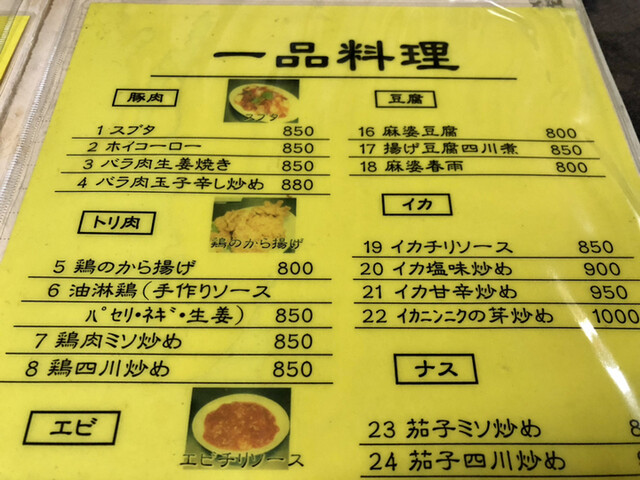 一品料理
豚肉
スブタ
1 スブタ 850
2 ホイコーロー 850
3 バラ肉生姜焼き 850
4 バラ肉玉子辛し炒め 880
トリ肉
鶏のから揚げ
5 鶏のから揚げ 800
6 油淋鶏(手作りソース
パセリ・ネギ・生姜) 850
7 鶏肉ミソ炒め 850
8 鶏四川炒め 850
エビ
エビチリソース
豆腐
16 麻婆豆腐 800
17 揚げ豆腐四川煮 850
18 麻婆春雨 800
イカ
19 イカチリソース 850
20 イカ塩味炒め 900
21 イカ甘辛炒め 950
22 イカニンニクの芽炒め 1000
ナス
23 茄子ミソ炒め
24 茄子四川炒め